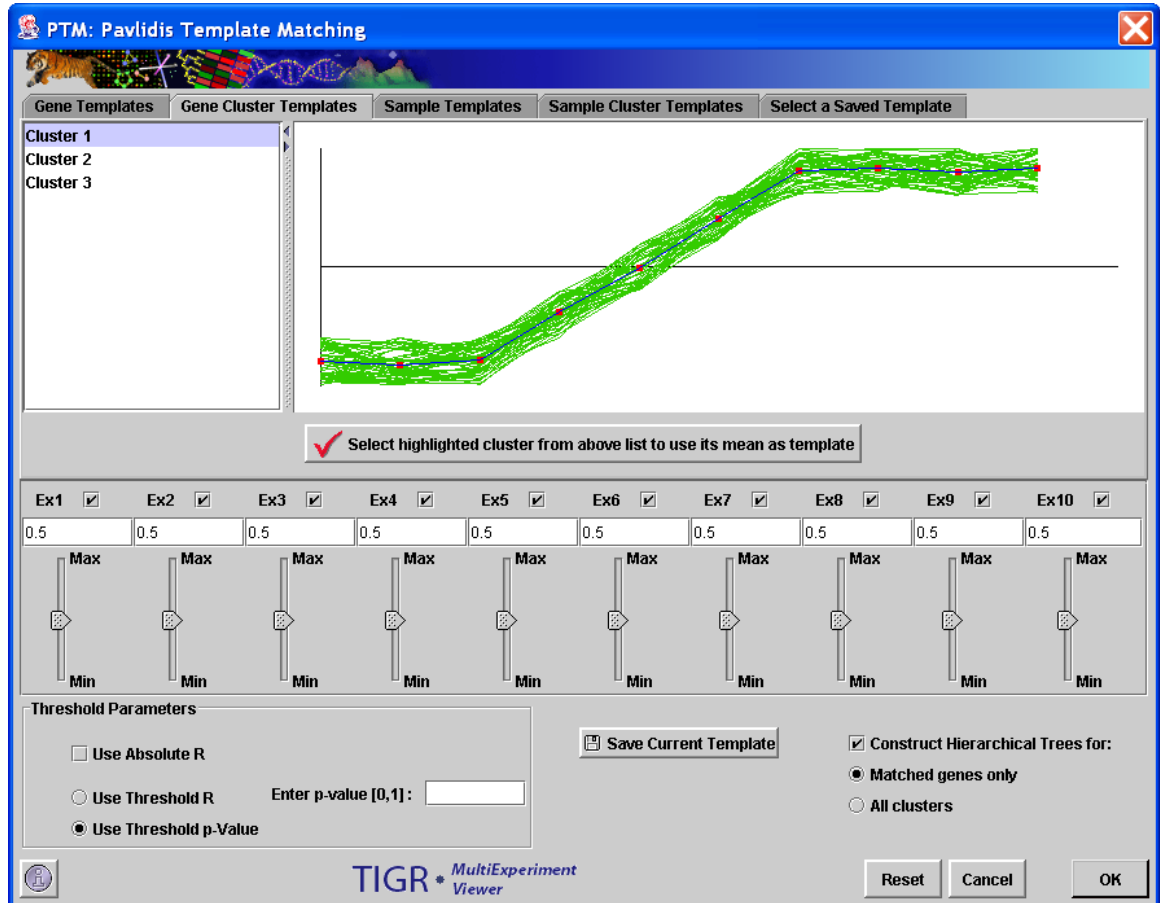 PTM: Pavlidis Template Matching
Gene Templates Gene Cluster Templates Sample Templates Sample Cluster Templates Select a Saved Template
Cluster 1
Cluster 2
Cluster 3
Select highlighted cluster from above list to use its mean as template
Ex1 Ex2 Ex3 Ex4 Ex5 Ex6 Ex7 Ex8 Ex9 Ex10
0.5 0.5 0.5 0.5 0.5 0.5 0.5 0.5 0.5 0.5
Max Max Max Max Max Max Max Max Max Max
Min Min Min Min Min Min Min Min Min Min
Threshold Parameters
Use Absolute R
Use Threshold R Enter p-value [0,1] :
Use Threshold p-Value
Save Current Template
Construct Hierarchical Trees for:
Matched genes only
All clusters
TIGR MultiExperiment
Viewer
Reset Cancel OK